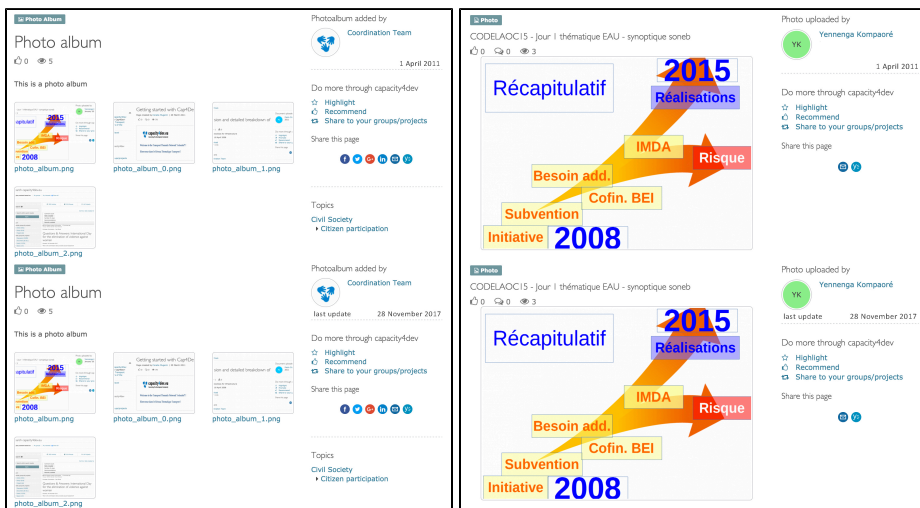 Photo Album
Photo album
0 5
This is a photo album
photo_album.png
photo_album_0.png
photo_album_1.png
photo_album_2.png
Photoalbum added by
Coordination Team
1 April 2011
Do more through capacity4dev
Highlight
Recommend
Share to your groups/projects
Share this page
Topics
Civil Society
Citizen participation
Photo Album
Photo album
0 5
This is a photo album
photo_album.png
photo_album_0.png
photo_album_1.png
photo_album_2.png
Photoalbum added by
Coordination Team
last update 28 November 2017
Do more through capacity4dev
Highlight
Recommend
Share to your groups/projects
Share this page
Topics
Civil Society
Citizen participation
Photo
CODELAOC15 - Jour 1 thématique EAU - synoptique soneb
0 0 3
Récapitulatif
2015
Réalisations
IMDA
Risque
Besoin add.
Cofin. BEI
Subvention
Initiative
2008
Photo uploaded by
YK
Yennenga Kompaoré
1 April 2011
Do more through capacity4dev
Highlight
Recommend
Share to your groups/projects
Share this page
Photo
CODELAOC15 - Jour 1 thématique EAU - synoptique soneb
0 0 3
Récapitulatif
2015
Réalisations
IMDA
Risque
Besoin add.
Cofin. BEI
Subvention
Initiative
2008
Photo uploaded by
YK
Yennenga Kompaoré
last update 28 November 2017
Do more through capacity4dev
Highlight
Recommend
Share to your groups/projects
Share this page